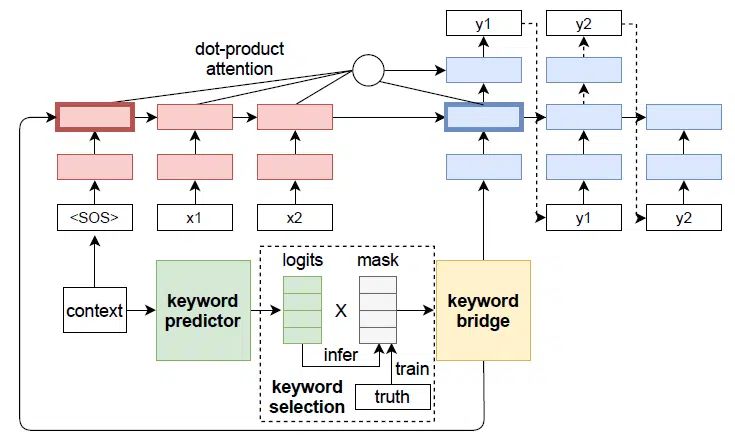 y1
y2
dot-product
attention
<SOS>
x1
x2
y1
y2
logits
mask
context
keyword
predictor
X
keyword
bridge
infer
train
keyword
selection
truth